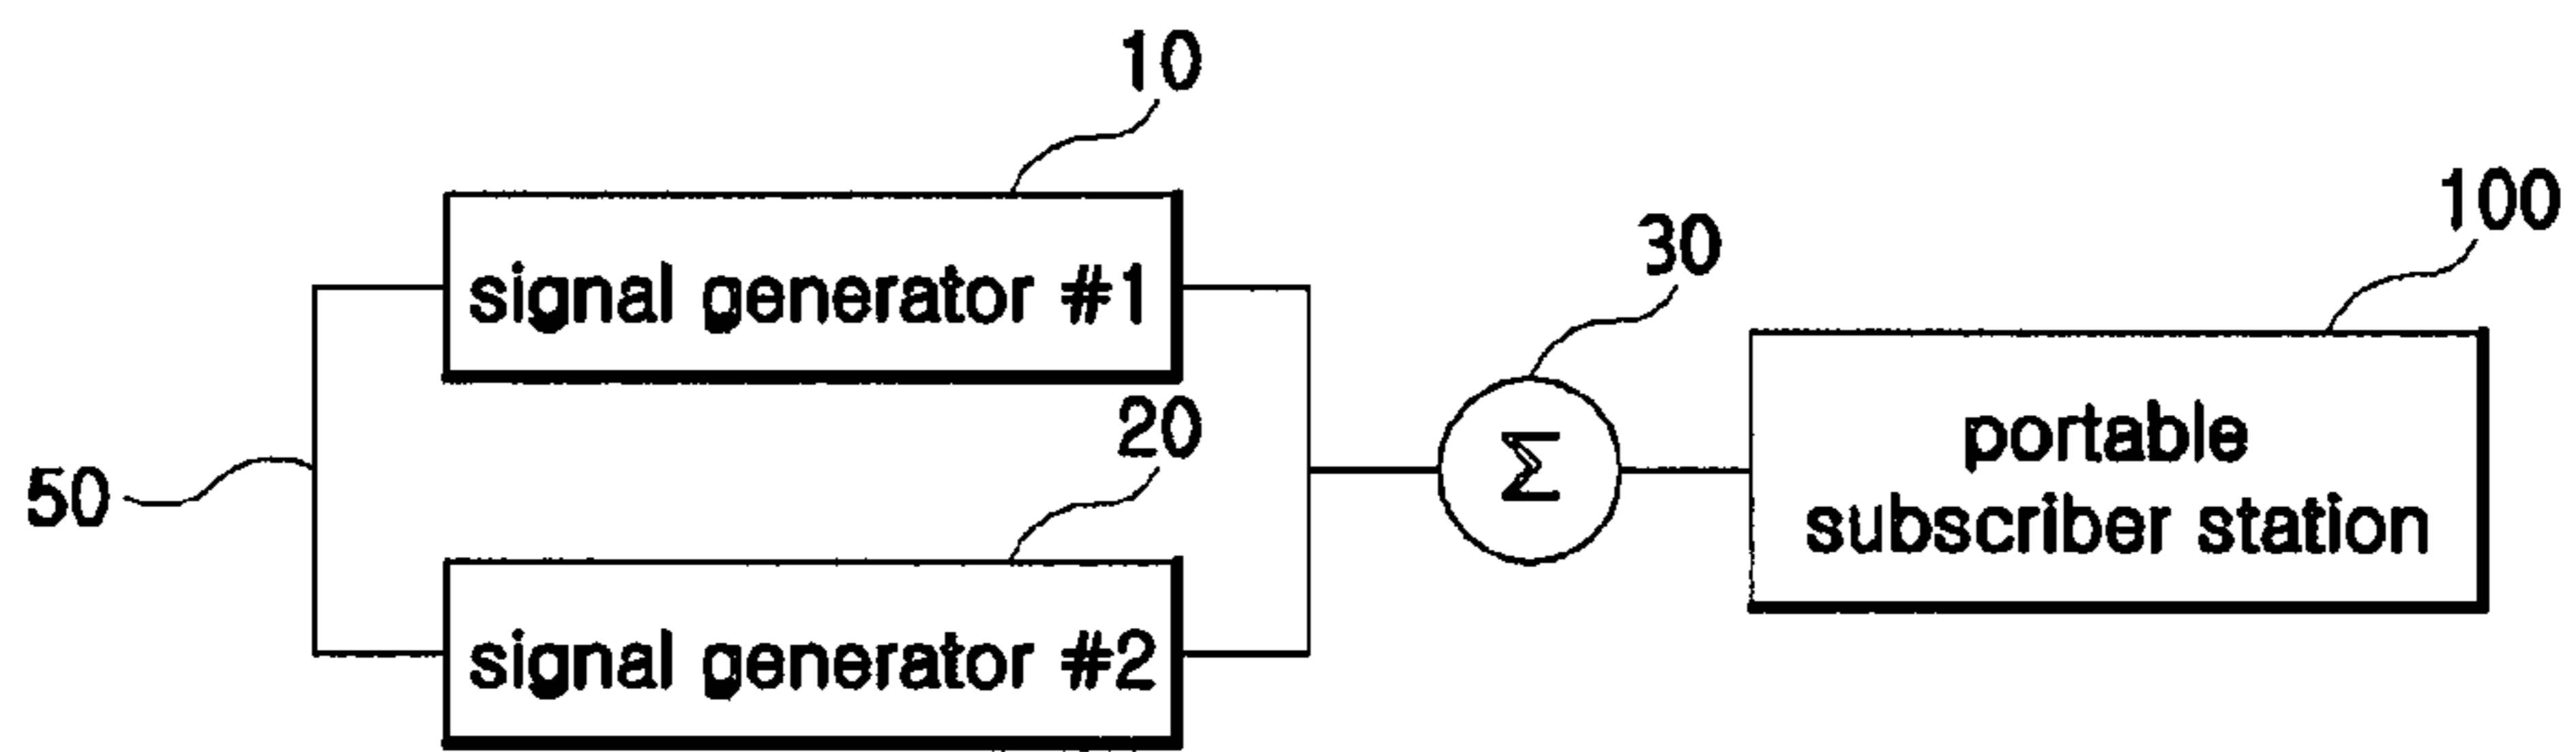 10
signal generator #1
20
signal generator #2
50
30
Σ
100
portable
subscriber station